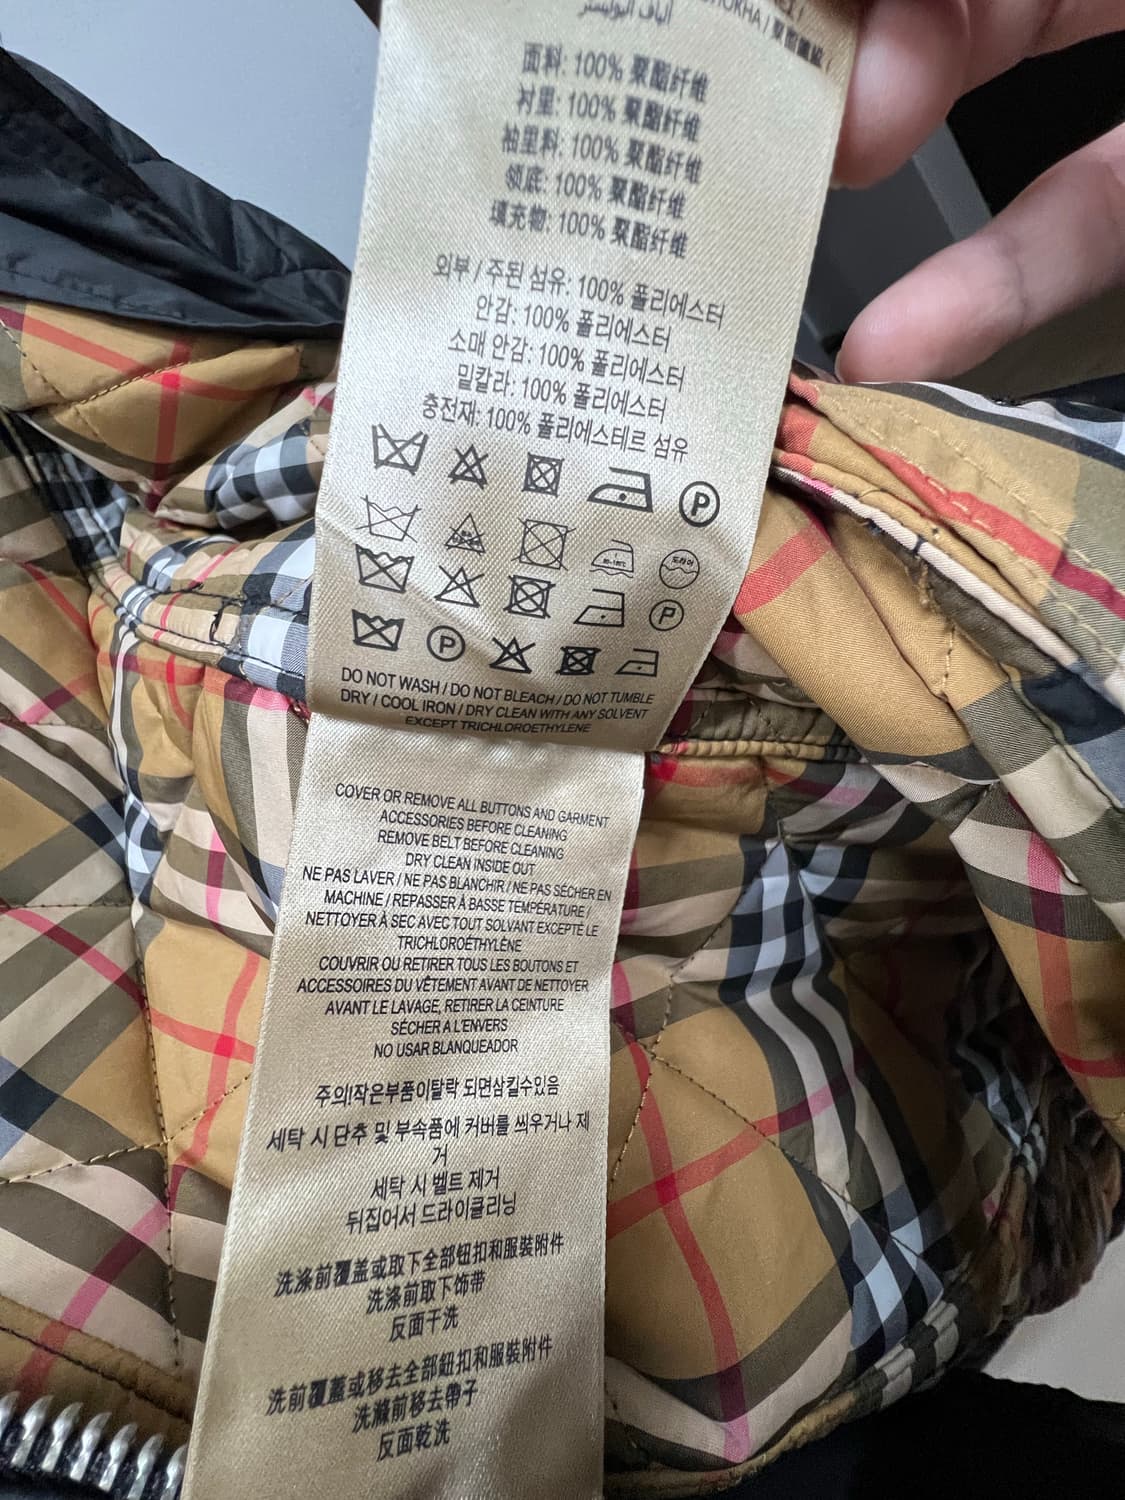 ألياف البوليستر
面料: 100% 聚酯纤维
衬里: 100% 聚酯纤维
袖里料: 100% 聚酯纤维
领底: 100% 聚酯纤维
填充物: 100% 聚酯纤维
외부 / 주된 섬유: 100% 폴리에스터
안감: 100% 폴리에스터
소매 안감: 100% 폴리에스터
밑칼라: 100% 폴리에스터
충전재: 100% 폴리에스테르 섬유
P
P
P
DO NOT WASH / DO NOT BLEACH / DO NOT TUMBLE
DRY / COOL IRON / DRY CLEAN WITH ANY SOLVENT
EXCEPT TRICHLOROETHYLENE
COVER OR REMOVE ALL BUTTONS AND GARMENT
ACCESSORIES BEFORE CLEANING
REMOVE BELT BEFORE CLEANING
DRY CLEAN INSIDE OUT
NE PAS LAVER / NE PAS BLANCHIR / NE PAS SÉCHER EN
MACHINE / REPASSER À BASSE TEMPÉRATURE /
NETTOYER À SEC AVEC TOUT SOLVANT EXCEPTÉ LE
TRICHLOROÉTHYLÈNE
COUVRIR OU RETIRER TOUS LES BOUTONS ET
ACCESSOIRES DU VÊTEMENT AVANT DE NETTOYER
AVANT LE LAVAGE, RETIRER LA CEINTURE
SÉCHER A L'ENVERS
NO USAR BLANQUEADOR
주의!작은부품이탈락 되면삼킬수있음
세탁 시 단추 및 부속품에 커버를 씌우거나 제
거
세탁 시 벨트 제거
뒤집어서 드라이클리닝
洗涤前覆盖或取下全部钮扣和服装附件
洗涤前取下饰带
反面干洗
洗前覆蓋或移去全部鈕扣和服裝附件
洗滌前移去帶子
反面乾洗